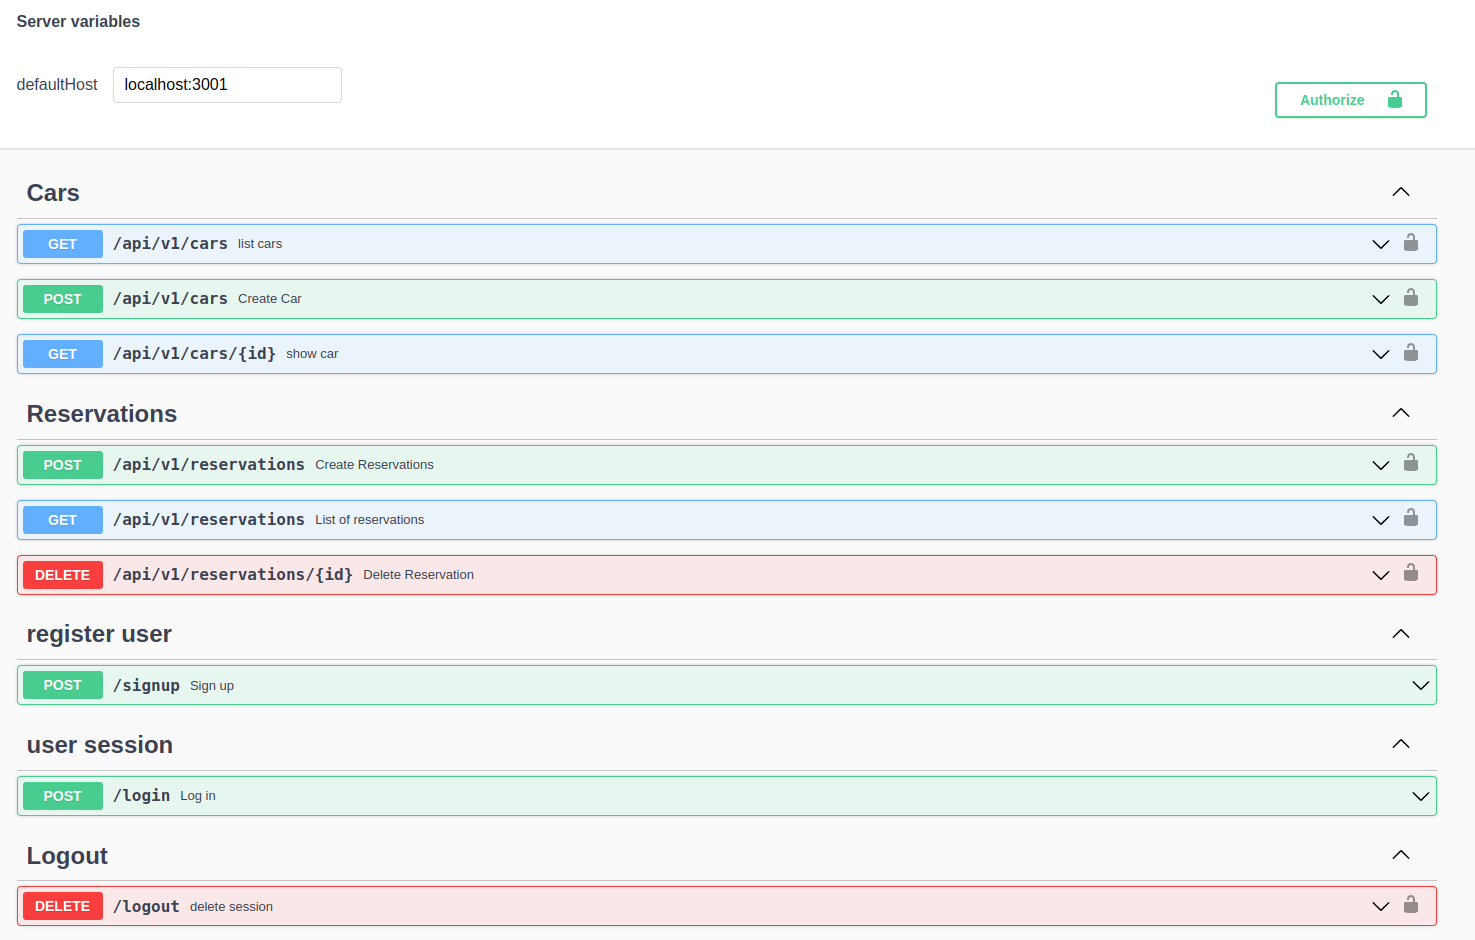 Server variables
defaultHost localhost:3001
Authorize
Cars
GET /api/v1/cars list cars
POST /api/v1/cars Create Car
GET /api/v1/cars/{id} show car
Reservations
POST /api/v1/reservations Create Reservations
GET /api/v1/reservations List of reservations
DELETE /api/v1/reservations/{id} Delete Reservation
register user
POST /signup Sign up
user session
POST /login Log in
Logout
DELETE /logout delete session